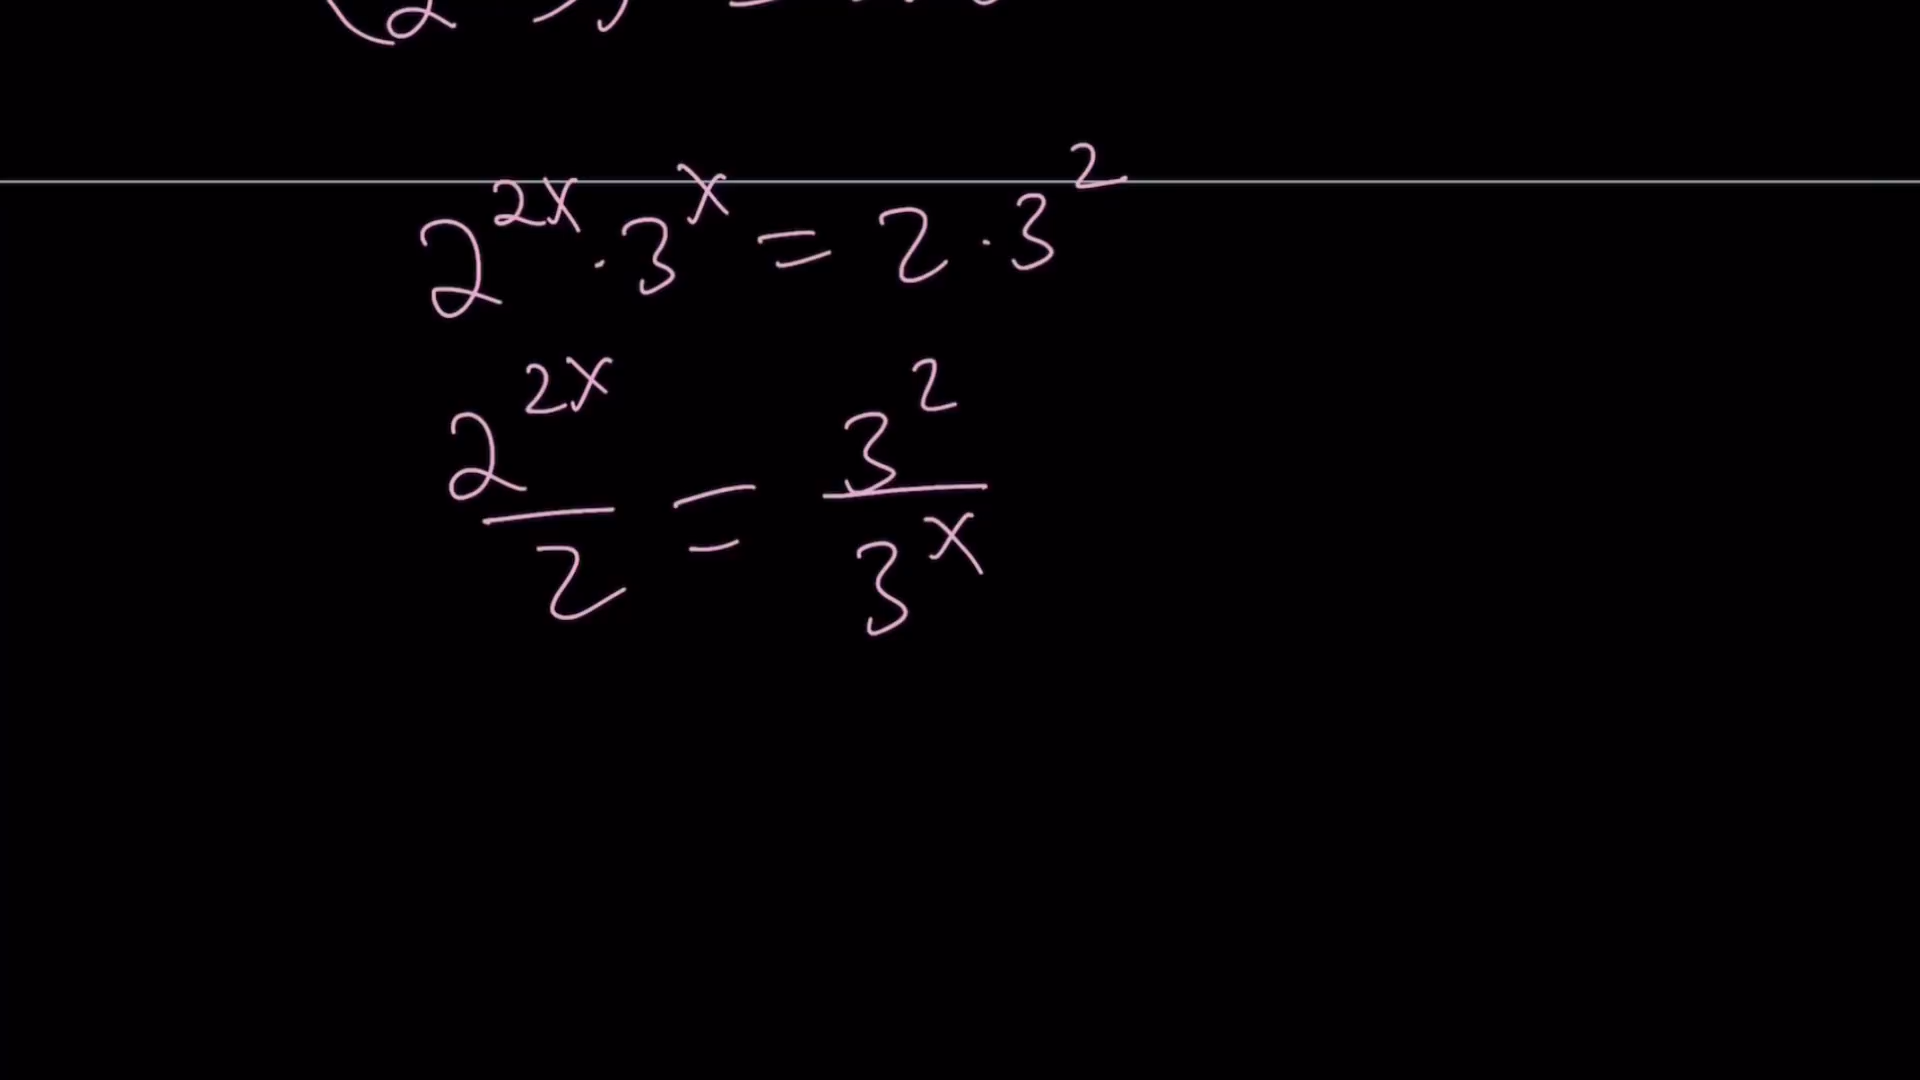 2^{2x} · 3^x = 2 · 3^2
2^{2x}/2 = 3^2/3^x